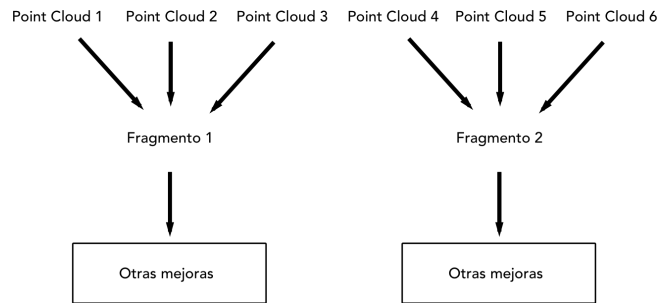 Point Cloud 1 Point Cloud 2 Point Cloud 3 Point Cloud 4 Point Cloud 5 Point Cloud 6
Fragmento 1 Fragmento 2
Otras mejoras Otras mejoras